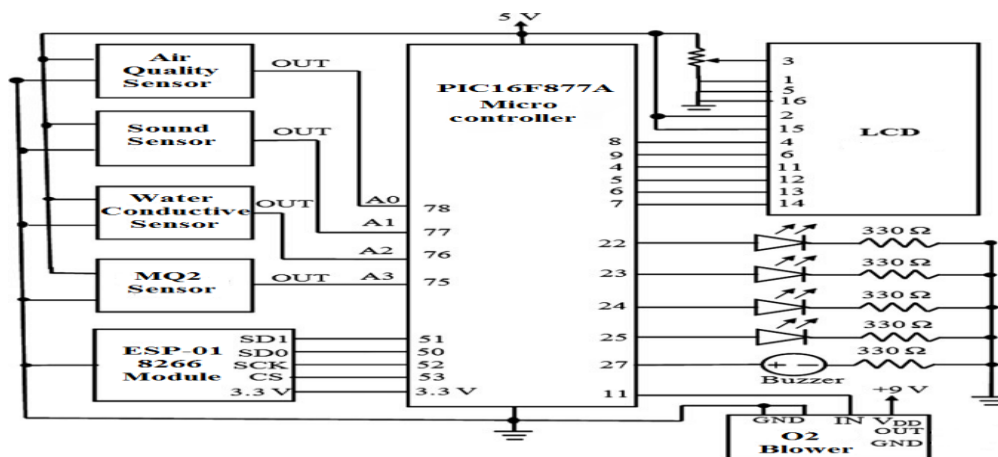 5 V
Air
Quality
Sensor
OUT
Sound
Sensor
OUT
Water
Conductive
Sensor
OUT
MQ2
Sensor
OUT
ESP-01
8266
Module
SD1
SD0
SCK
CS
3.3 V
A0
A1
A2
A3
PIC16F877A
Micro
controller
78
77
76
75
51
50
52
53
3.3 V
8
9
4
5
6
7
22
23
24
25
27
11
3
1
5
16
2
15
4
6
11
12
13
14
LCD
330 Ω
330 Ω
330 Ω
330 Ω
330 Ω
+ −
Buzzer
+9 V
GND IN VDD
OUT
GND
O2
Blower